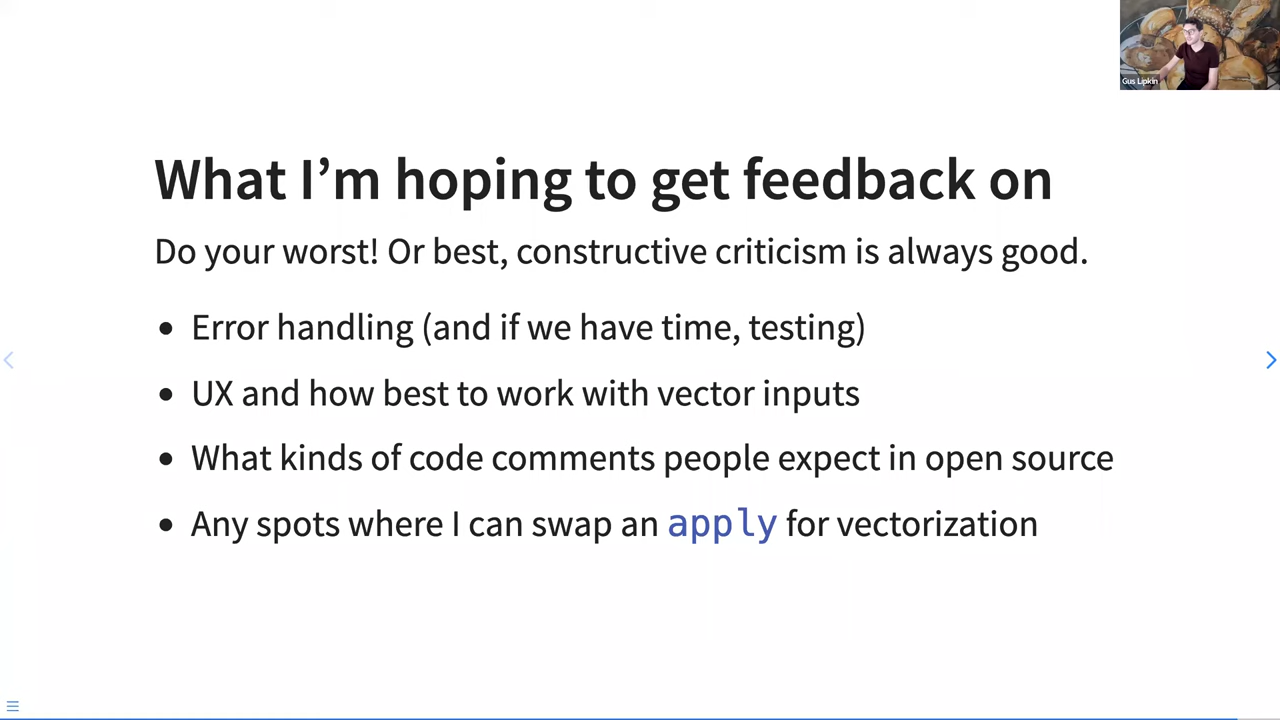 Gus Lipkin
What I’m hoping to get feedback on
Do your worst! Or best, constructive criticism is always good.
Error handling (and if we have time, testing)
UX and how best to work with vector inputs
What kinds of code comments people expect in open source
Any spots where I can swap an apply for vectorization